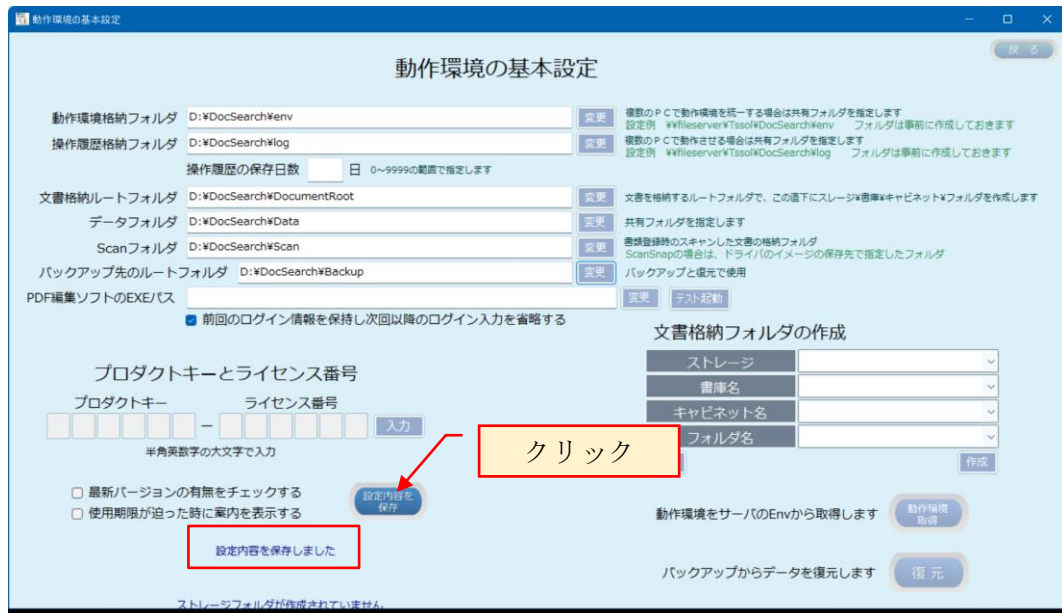 動作環境の基本設定
戻 る
動作環境の基本設定
動作環境格納フォルダ D:¥DocSearch¥env 変更 複数のPCで動作環境を統一する場合は共有フォルダを指定します
設定例 ¥¥fileserver¥Tssol¥DocSearch¥env フォルダは事前に作成しておきます
操作履歴格納フォルダ D:¥DocSearch¥log 変更 複数のPCで動作させる場合は共有フォルダを指定します
設定例 ¥¥fileserver¥Tssol¥DocSearch¥log フォルダは事前に作成しておきます
操作履歴の保存日数 日 0~9999の範囲で指定します
文書格納ルートフォルダ D:¥DocSearch¥DocumentRoot 変更 文書を格納するルートフォルダで、この直下にスレージ¥書庫¥キャビネット¥フォルダを作成します
データフォルダ D:¥DocSearch¥Data 変更 共有フォルダを指定します
Scanフォルダ D:¥DocSearch¥Scan 変更 書類登録時のスキャンした文書の格納フォルダ
ScanSnapの場合は、ドライバのイメージの保存先で指定したフォルダ
バックアップ先のルートフォルダ D:¥DocSearch¥Backup 変更 バックアップと復元で使用
PDF編集ソフトのEXEパス 変更 テスト起動
前回のログイン情報を保持し次回以降のログイン入力を省略する
文書格納フォルダの作成
ストレージ
書庫名
キャビネット名
フォルダ名
作成
プロダクトキーとライセンス番号
プロダクトキー ライセンス番号
− 入力
半角英数字の大文字で入力
クリック
最新バージョンの有無をチェックする
使用期限が迫った時に案内を表示する
設定内容を
保存
設定内容を保存しました
動作環境をサーバのEnvから取得します 動作環境
取得
バックアップからデータを復元します 復 元
ストレージフォルダが作成されていません